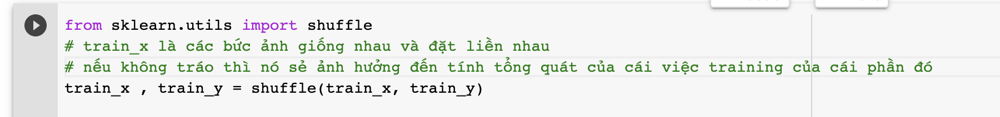 from sklearn.utils import shuffle
# train_x là các bức ảnh giống nhau và đặt liền nhau
# nếu không tráo thì nó sẻ ảnh hưởng đến tính tổng quát của cái việc training của cái phần đó
train_x , train_y = shuffle(train_x, train_y)